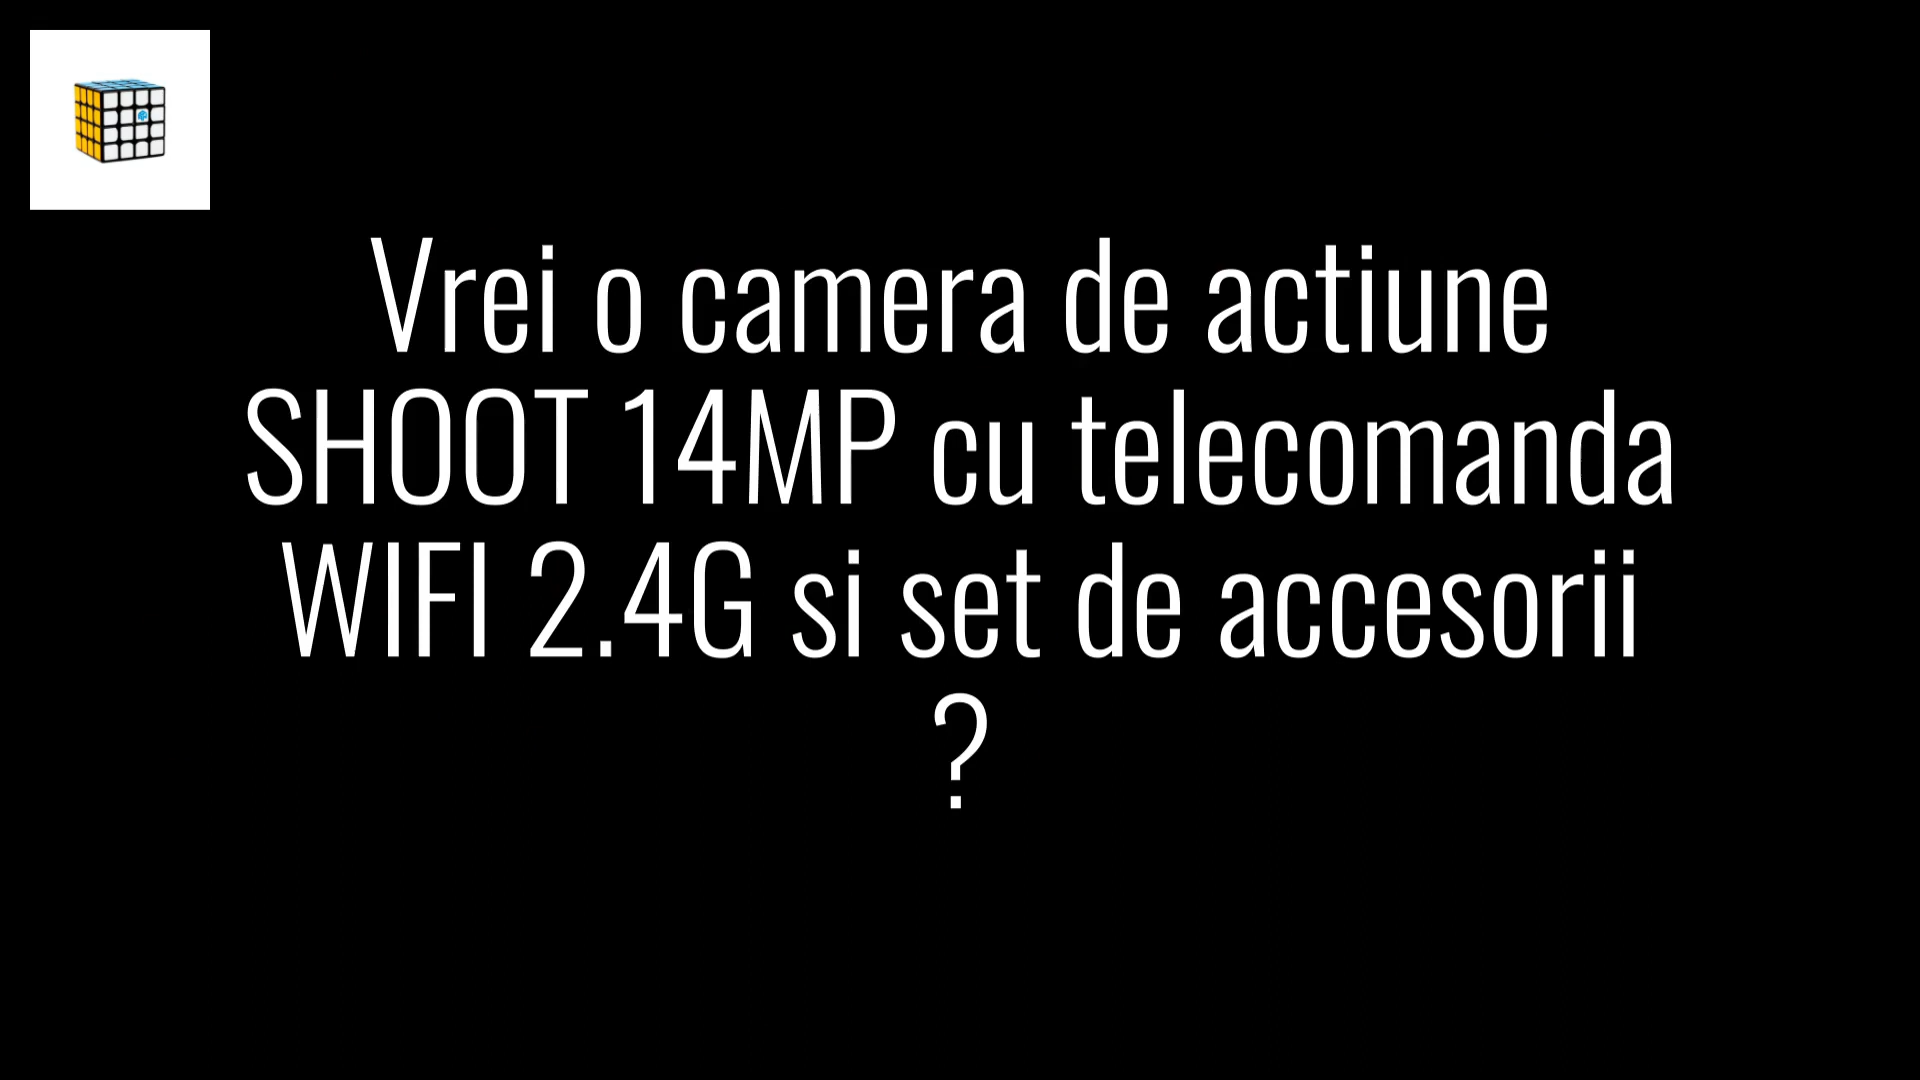 Vrei o camera de actiune
SHOOT 14MP cu telecomanda
WIFI 2.4G si set de accesorii
?